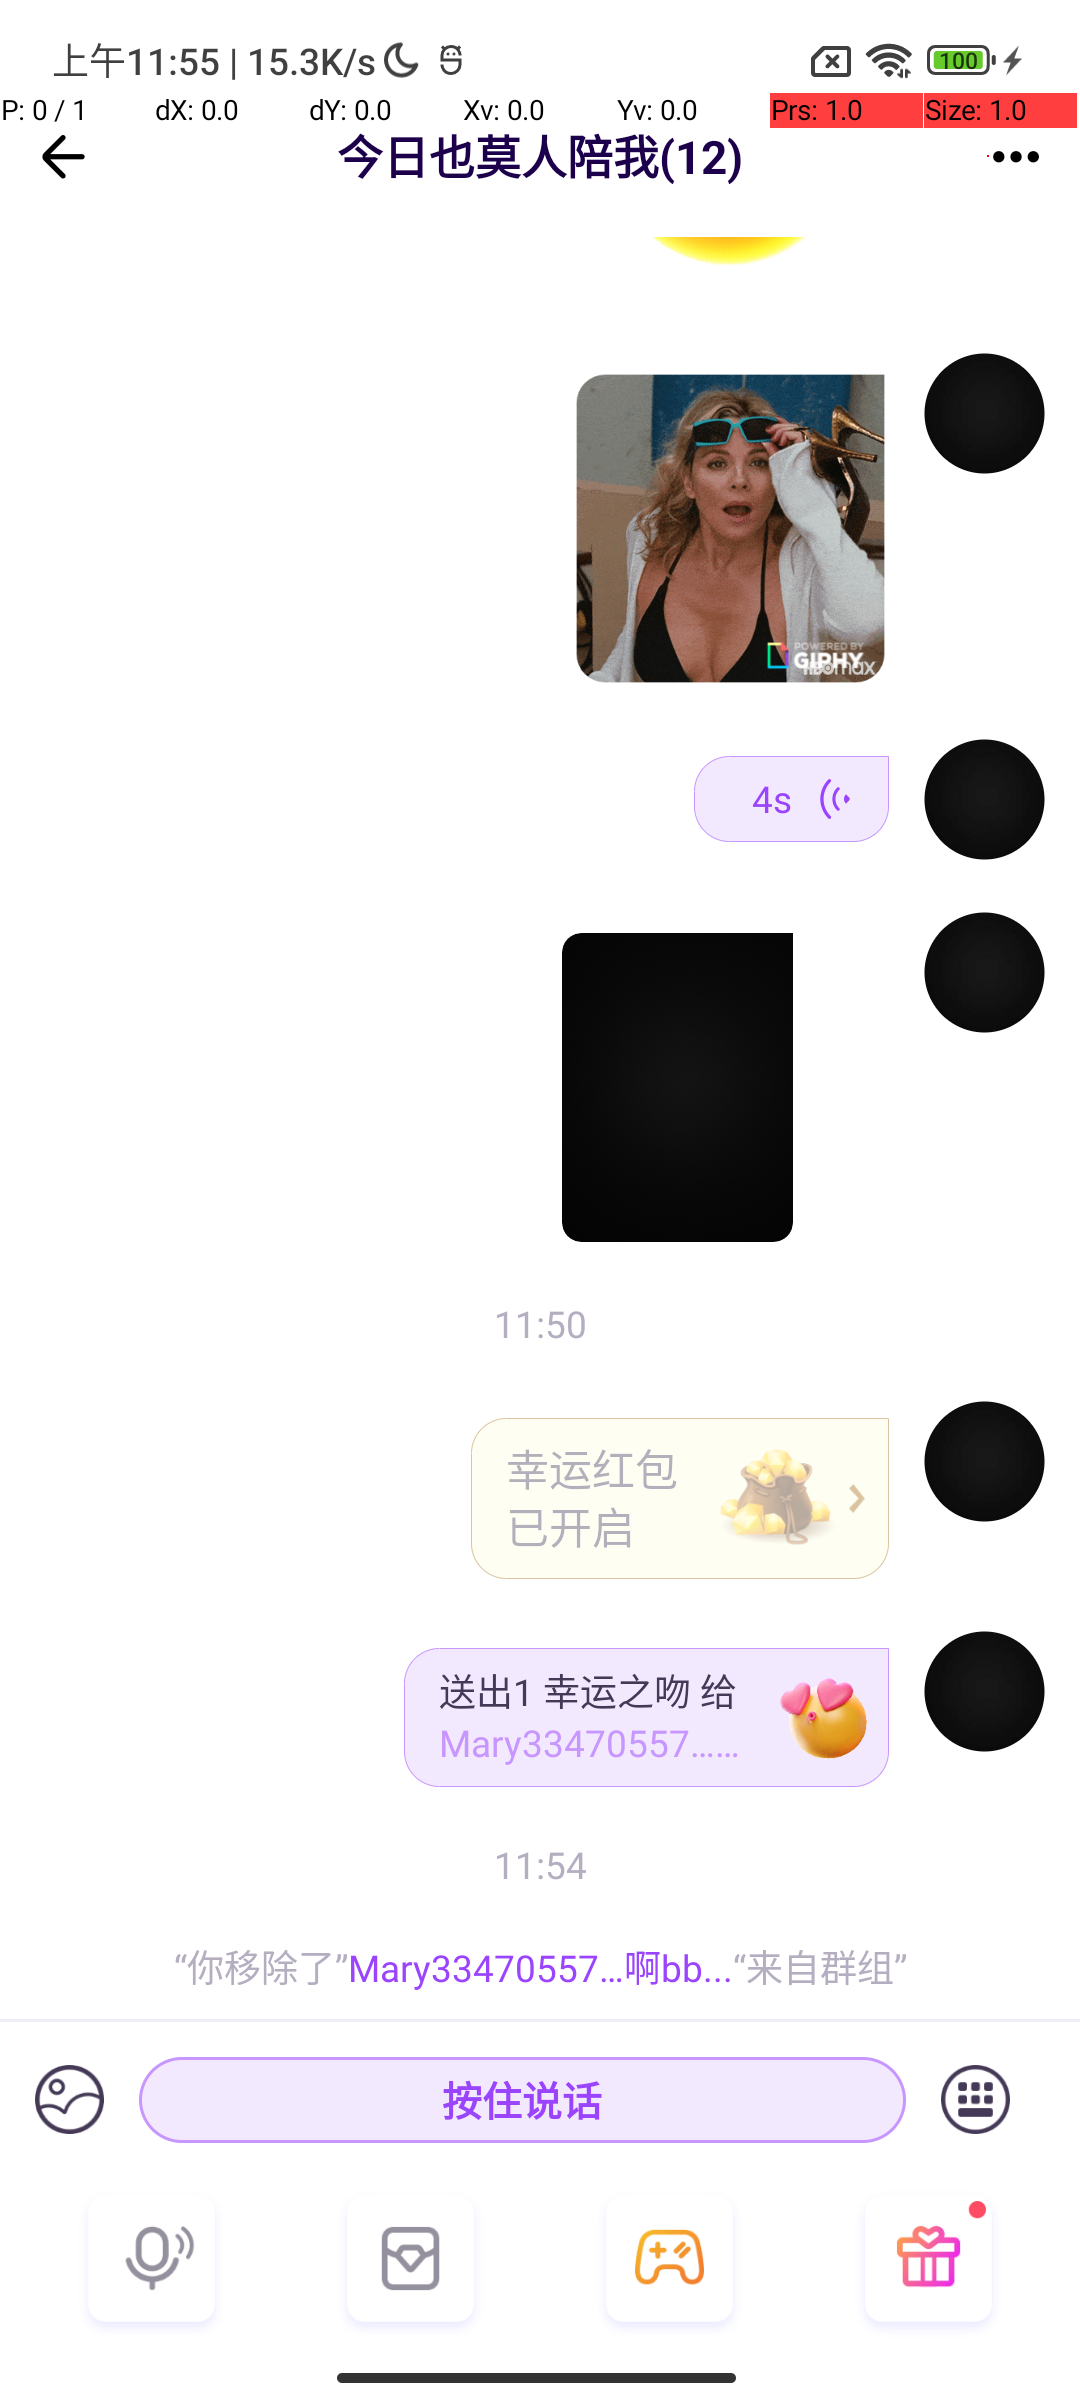 上午11:55 | 15.3K/s
100
P: 0 / 1 dX: 0.0 dY: 0.0 Xv: 0.0 Yv: 0.0 Prs: 1.0 Size: 1.0
今日也莫人陪我(12)
POWERED BY
GIPHY
HBOmax
4s
11:50
幸运红包
已开启
送出1 幸运之吻 给
Mary33470557......
11:54
“你移除了”Mary33470557...啊bb...“来自群组”
按住说话